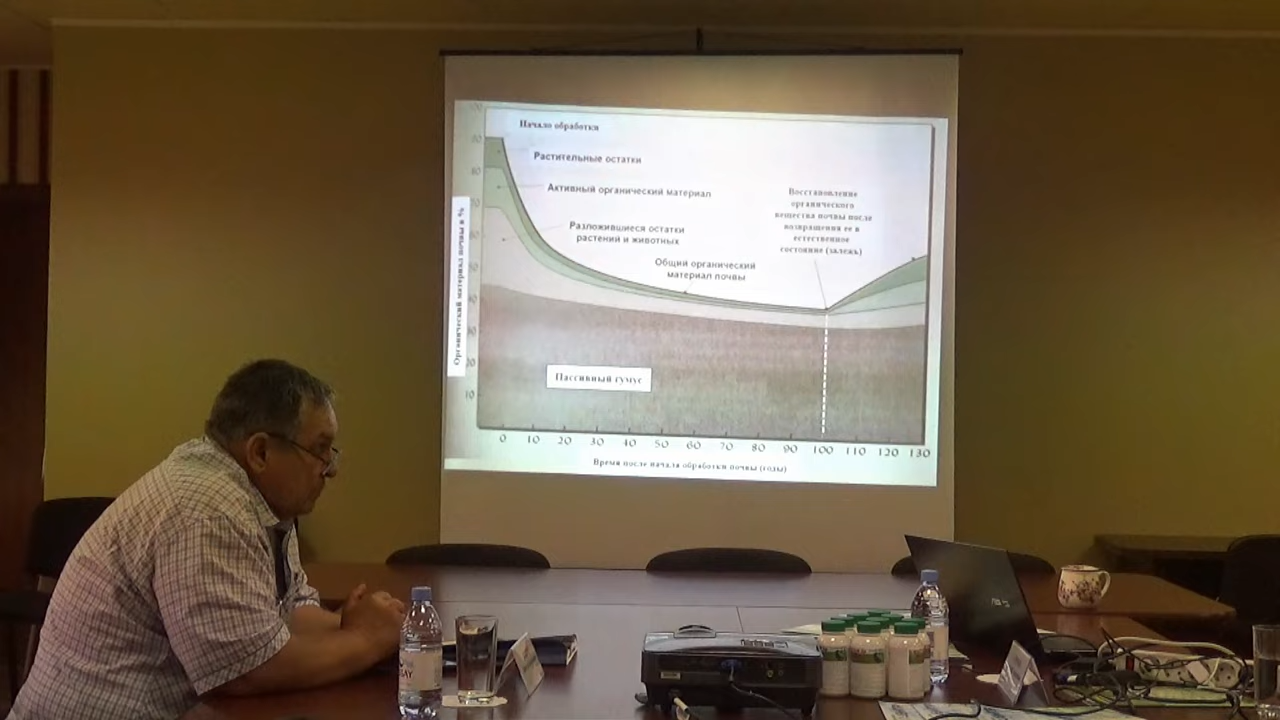 Начало обработки
Растительные остатки
Активный органический материал
Разложившиеся остатки
растений и животных
Общий органический
материал почвы
Восстановление
органического
вещества почвы после
возвращения ее в
естественное
состояние (залежь)
Органический материка почвы в %
Пассивный гумус
10
0 10 20 30 40 50 60 70 80 90 100 110 120 130
Время после начала обработки почвы (годы)